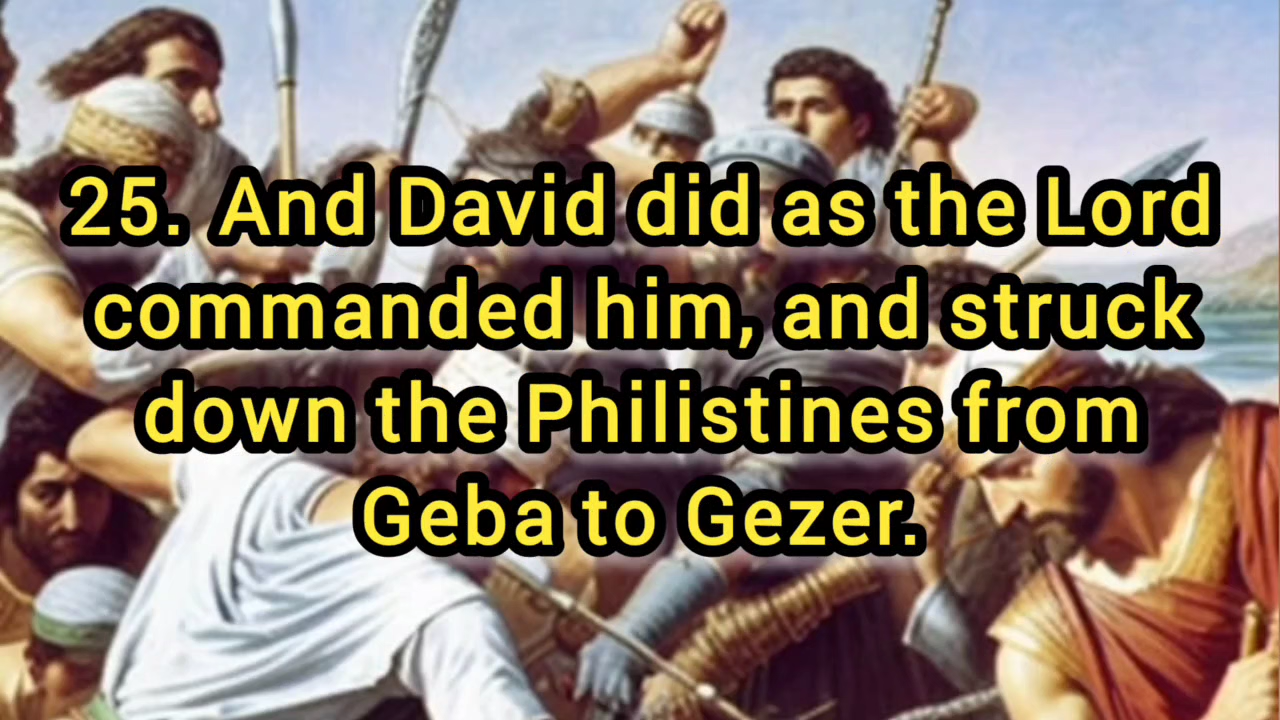 25. And David did as the Lord
commanded him, and struck
down the Philistines from
Geba to Gezer.